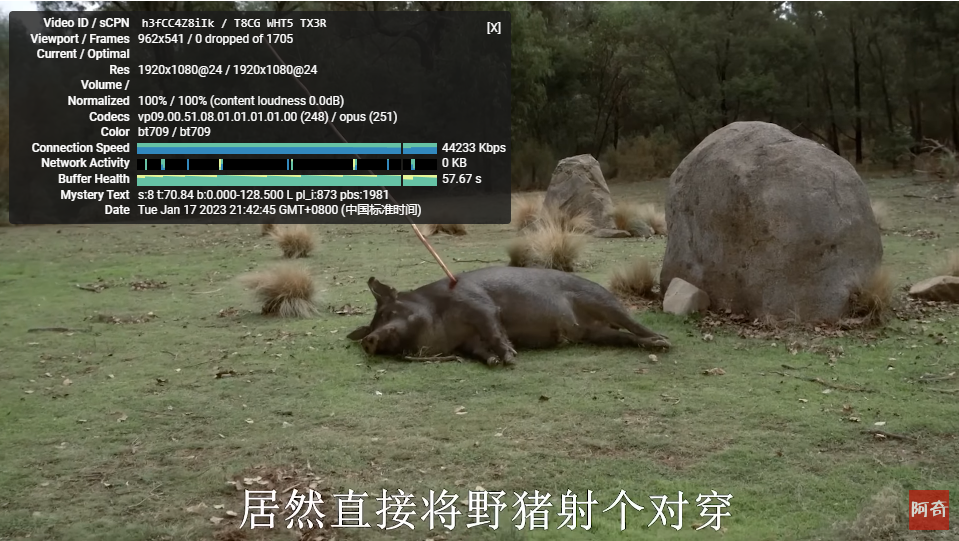 Video ID / sCPN h3fCC4Z8iIk / T8CG WHT5 TX3R
[X]
Viewport / Frames 962x541 / 0 dropped of 1705
Current / Optimal
Res 1920x1080@24 / 1920x1080@24
Volume /
Normalized 100% / 100% (content loudness 0.0dB)
Codecs vp09.00.51.08.01.01.01.01.00 (248) / opus (251)
Color bt709 / bt709
Connection Speed 44233 Kbps
Network Activity 0 KB
Buffer Health 57.67 s
Mystery Text s:8 t:70.84 b:0.000-128.500 L pl_i:873 pbs:1981
Date Tue Jan 17 2023 21:42:45 GMT+0800 (中国标准时间)
居然直接将野猪射个对穿
阿奇